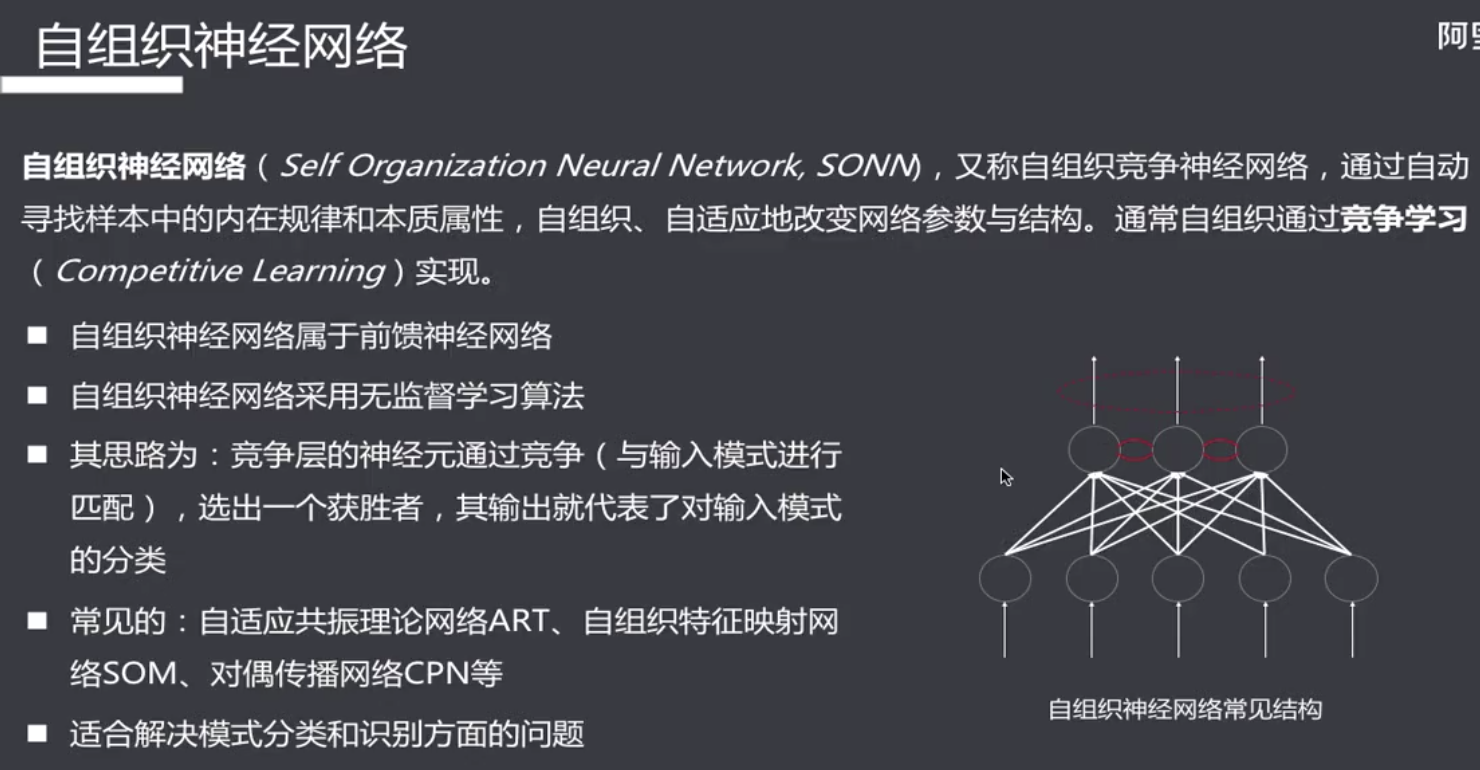 自组织神经网络
阿里
自组织神经网络（Self Organization Neural Network, SONN)，又称自组织竞争神经网络，通过自动
寻找样本中的内在规律和本质属性，自组织、自适应地改变网络参数与结构。通常自组织通过竞争学习
（Competitive Learning）实现。
■ 自组织神经网络属于前馈神经网络
■ 自组织神经网络采用无监督学习算法
■ 其思路为：竞争层的神经元通过竞争（与输入模式进行
匹配），选出一个获胜者，其输出就代表了对输入模式
的分类
■ 常见的：自适应共振理论网络ART、自组织特征映射网
络SOM、对偶传播网络CPN等
■ 适合解决模式分类和识别方面的问题
自组织神经网络常见结构